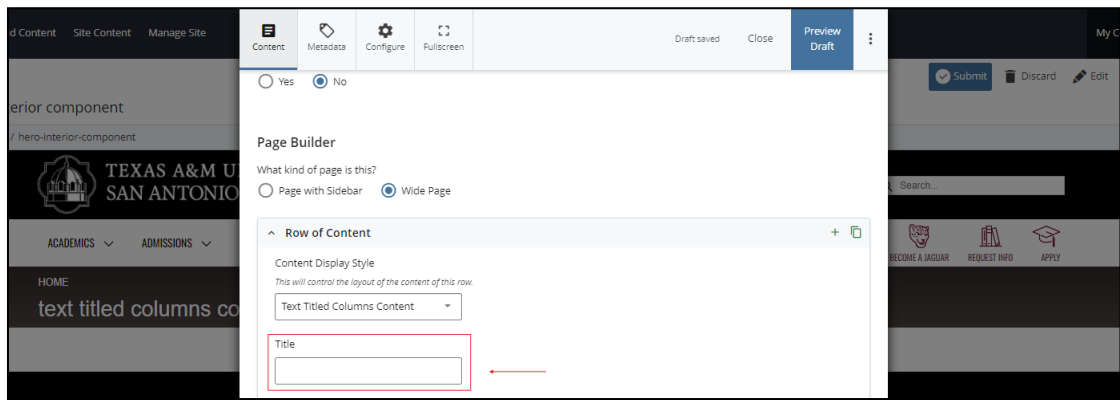 d Content Site Content Manage Site
My C
Content Metadata Configure Fullscreen
Draft saved Close Preview Draft
Submit Discard Edit
Yes No
erior component
/ hero-interior-component
Page Builder
What kind of page is this?
Page with Sidebar Wide Page
TEXAS A&M U
SAN ANTONIO
Search...
Row of Content
ACADEMICS ADMISSIONS
BECOME A JAGUAR REQUEST INFO APPLY
Content Display Style
This will control the layout of the content of this row.
Text Titled Columns Content
HOME
text titled columns co
Title